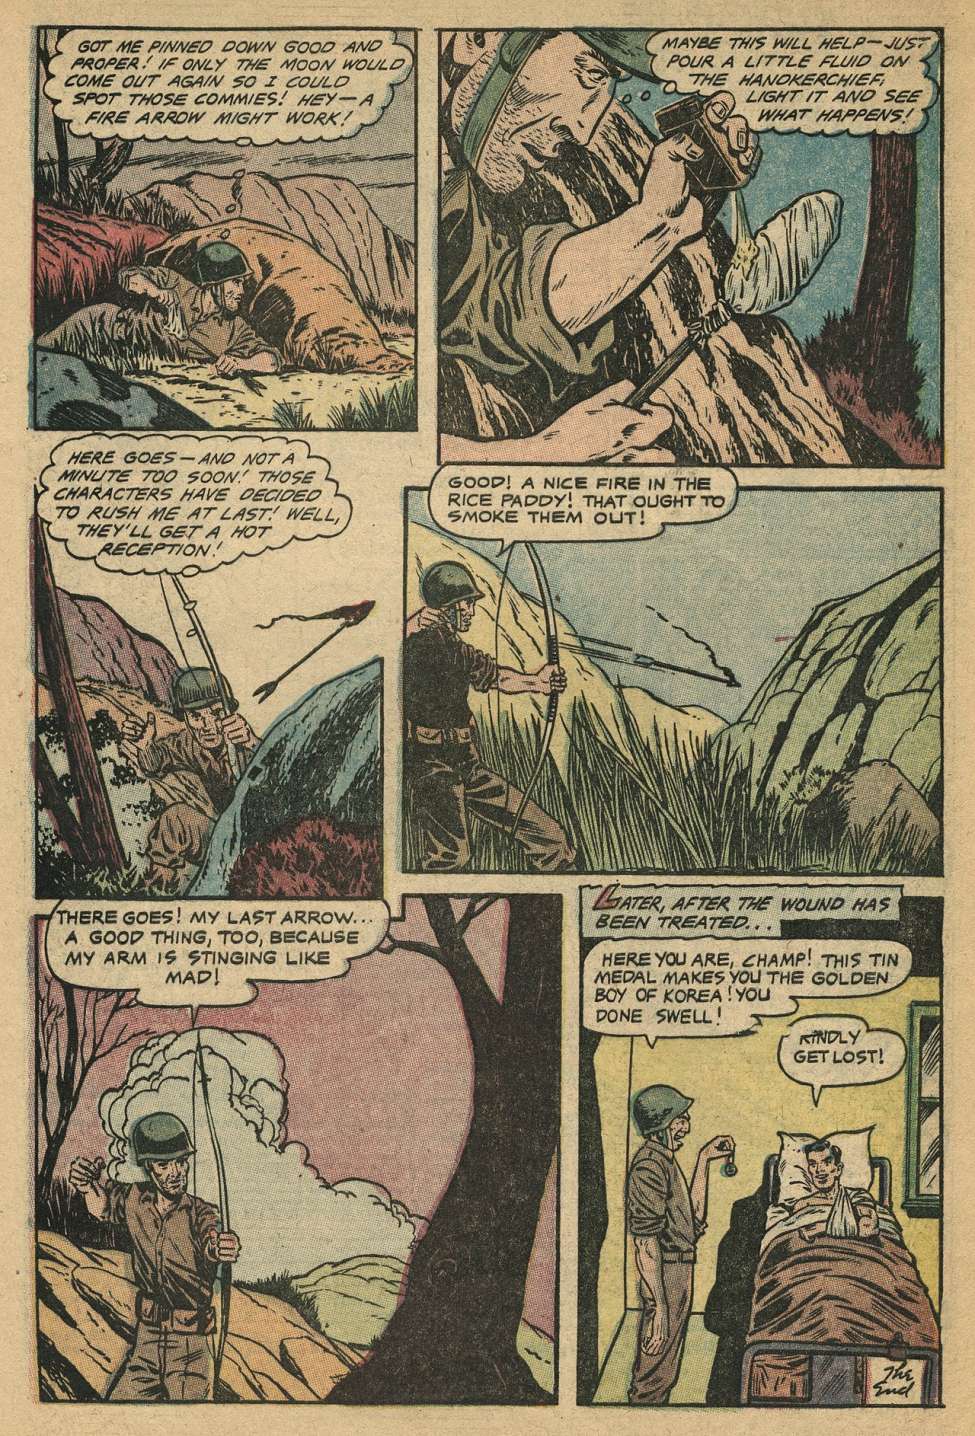 GOT ME PINNED DOWN GOOD AND
PROPER! IF ONLY THE MOON WOULD
COME OUT AGAIN SO I COULD
SPOT THOSE COMMIES! HEY—A
FIRE ARROW MIGHT WORK!
MAYBE THIS WILL HELP—JUST
POUR A LITTLE FLUID ON
THE HANDKERCHIEF,
LIGHT IT AND SEE
WHAT HAPPENS!
HERE GOES—AND NOT A
MINUTE TOO SOON! THOSE
CHARACTERS HAVE DECIDED
TO RUSH ME AT LAST! WELL,
THEY'LL GET A HOT
RECEPTION!
GOOD! A NICE FIRE IN THE
RICE PADDY! THAT OUGHT TO
SMOKE THEM OUT!
THERE GOES! MY LAST ARROW...
A GOOD THING, TOO, BECAUSE
MY ARM IS STINGING LIKE
MAD!
LATER, AFTER THE WOUND HAS
BEEN TREATED...
HERE YOU ARE, CHAMP! THIS TIN
MEDAL MAKES YOU THE GOLDEN
BOY OF KOREA! YOU
DONE SWELL!
KINDLY
GET LOST!
The
End